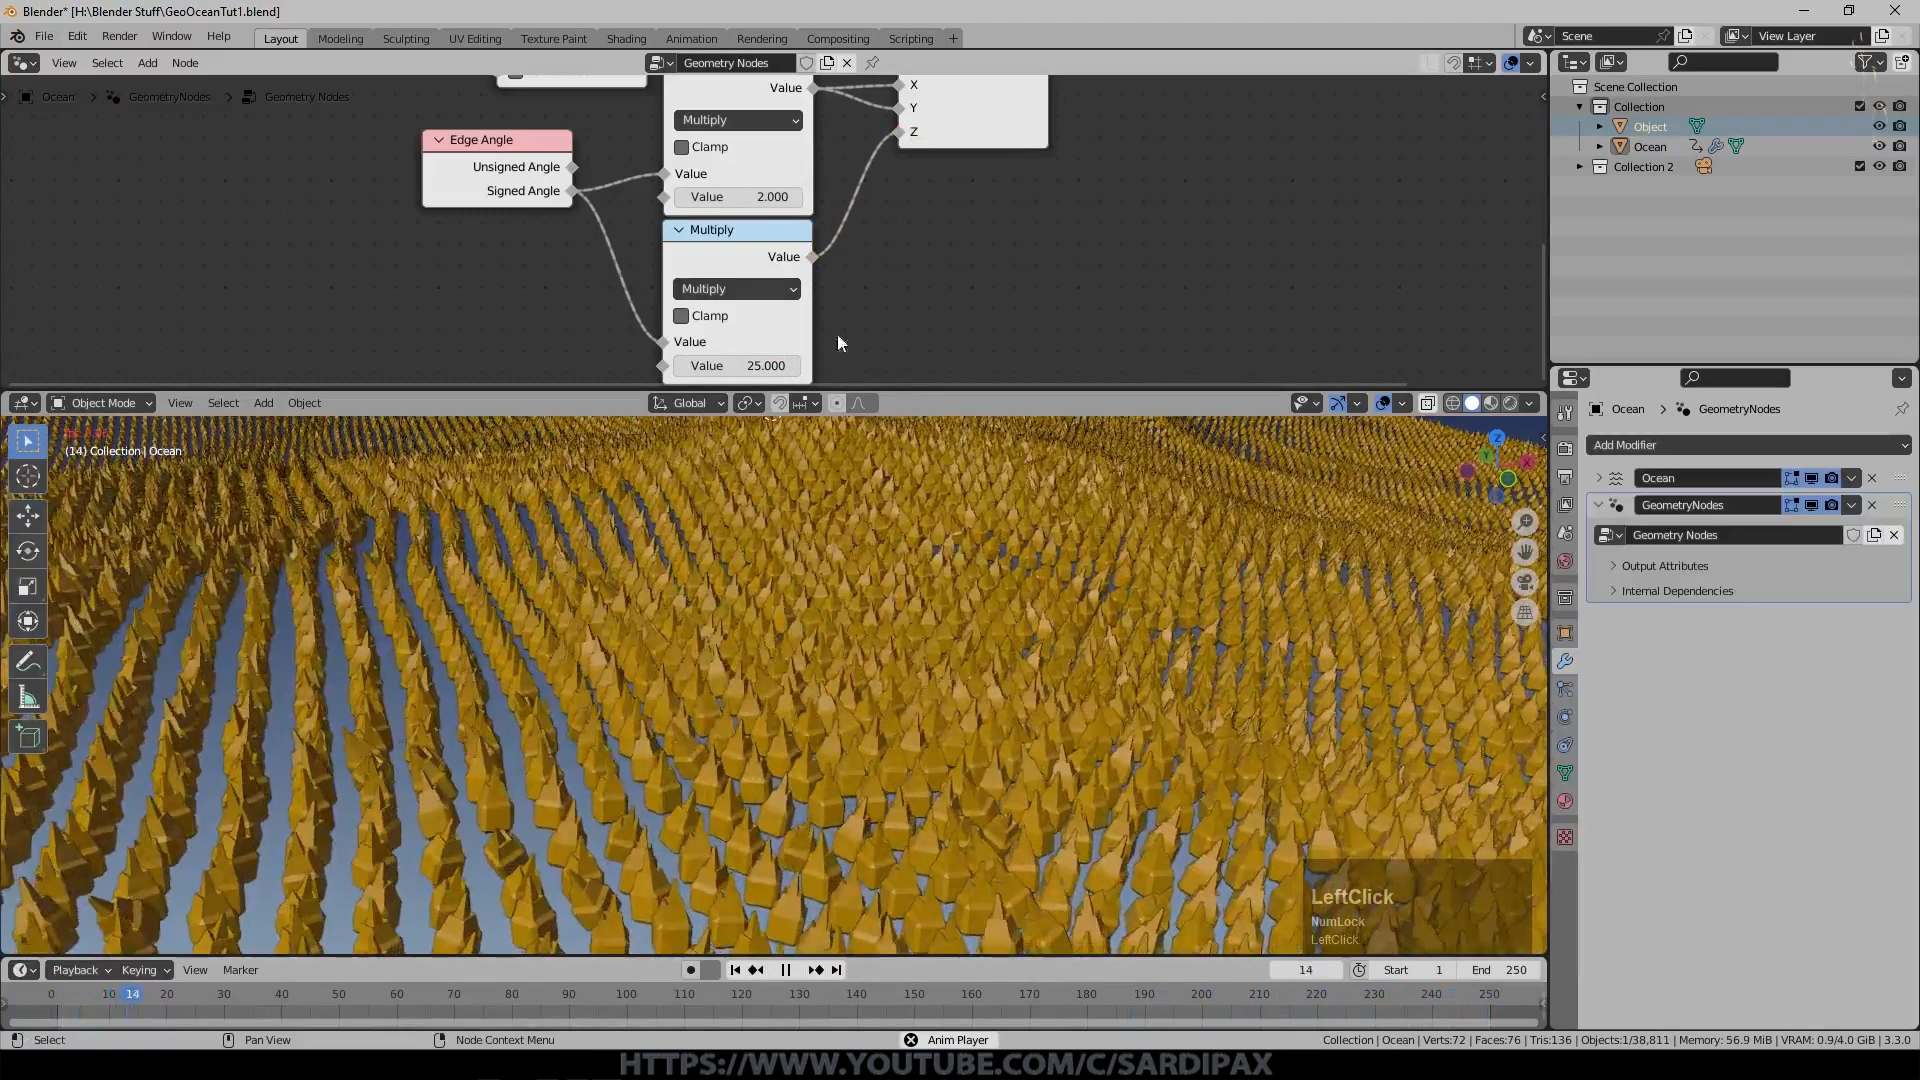 Blender* [H:\Blender Stuff\GeoOceanTut1.blend]
File Edit Render Window Help Layout Modeling Sculpting UV Editing Texture Paint Shading Animation Rendering Compositing Scripting + Scene View Layer
View Select Add Node Geometry Nodes
Ocean > GeometryNodes > Geometry Nodes
Value
Multiply
Clamp
Value
Value 2.000
X
Y
Z
Edge Angle
Unsigned Angle
Signed Angle
Multiply
Value
Multiply
Clamp
Value
Value 25.000
Scene Collection
Collection
Object
Ocean
Collection 2
Object Mode View Select Add Object Global
(14) Collection | Ocean
Z
LeftClick
NumLock
LeftClick
Ocean > GeometryNodes
Add Modifier
Ocean
GeometryNodes
Geometry Nodes
Output Attributes
Internal Dependencies
Playback Keying View Marker 14 Start 1 End 250
0 10 14 20 30 40 50 60 70 80 90 100 110 120 130 140 150 160 170 180 190 200 210 220 230 240 250
Select Pan View Node Context Menu Anim Player Collection | Ocean | Verts:72 | Faces:76 | Tris:136 | Objects:1/38,811 | Memory: 56.9 MiB | VRAM: 0.9/4.0 GiB | 3.3.0
HTTPS://WWW.YOUTUBE.COM/C/SARDIPAX